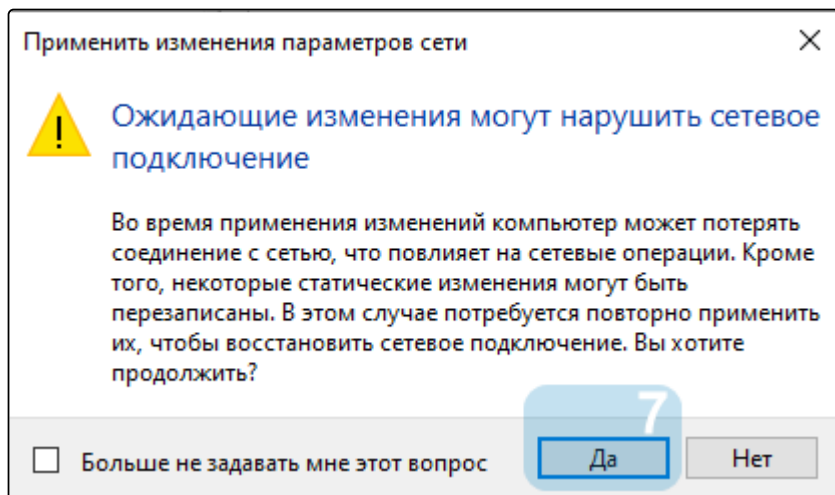 Применить изменения параметров сети
Ожидающие изменения могут нарушить сетевое
подключение
Во время применения изменений компьютер может потерять
соединение с сетью, что повлияет на сетевые операции. Кроме
того, некоторые статические изменения могут быть
перезаписаны. В этом случае потребуется повторно применить
их, чтобы восстановить сетевое подключение. Вы хотите
продолжить?
7
Больше не задавать мне этот вопрос Да Нет